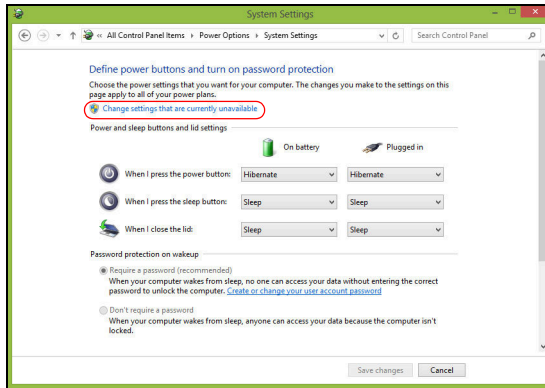 System Settings
« All Control Panel Items › Power Options › System Settings
Search Control Panel
Define power buttons and turn on password protection
Choose the power settings that you want for your computer. The changes you make to the settings on this
page apply to all of your power plans.
Change settings that are currently unavailable
Power and sleep buttons and lid settings
On battery Plugged in
When I press the power button: Hibernate Hibernate
When I press the sleep button: Sleep Sleep
When I close the lid: Sleep Sleep
Password protection on wakeup
Require a password (recommended)
When your computer wakes from sleep, no one can access your data without entering the correct
password to unlock the computer. Create or change your user account password
Don't require a password
When your computer wakes from sleep, anyone can access your data because the computer isn't
locked.
Save changes Cancel